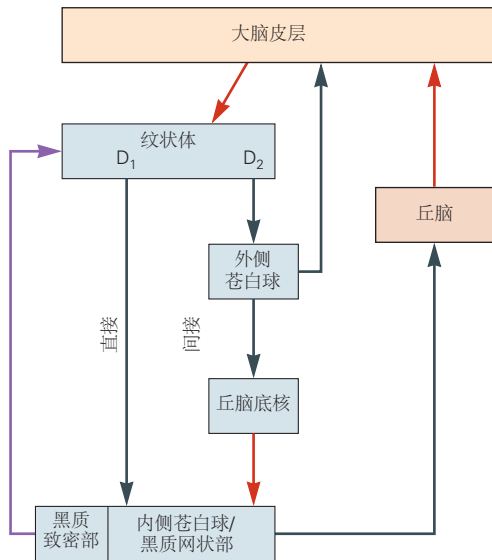 大脑皮层
纹状体
D₁
D₂
丘脑
外侧
苍白球
直接
间接
丘脑底核
黑质
致密部
内侧苍白球/
黑质网状部